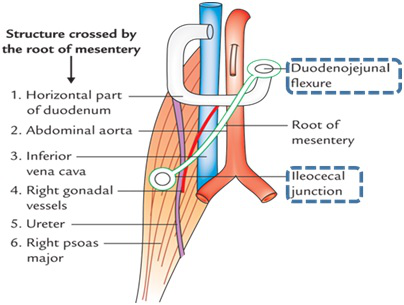 Structure crossed by
the root of mesentery
1. Horizontal part
of duodenum
2. Abdominal aorta
3. Inferior
vena cava
4. Right gonadal
vessels
5. Ureter
6. Right psoas
major
Duodenojejunal
flexure
Root of
mesentery
Ileocecal
junction